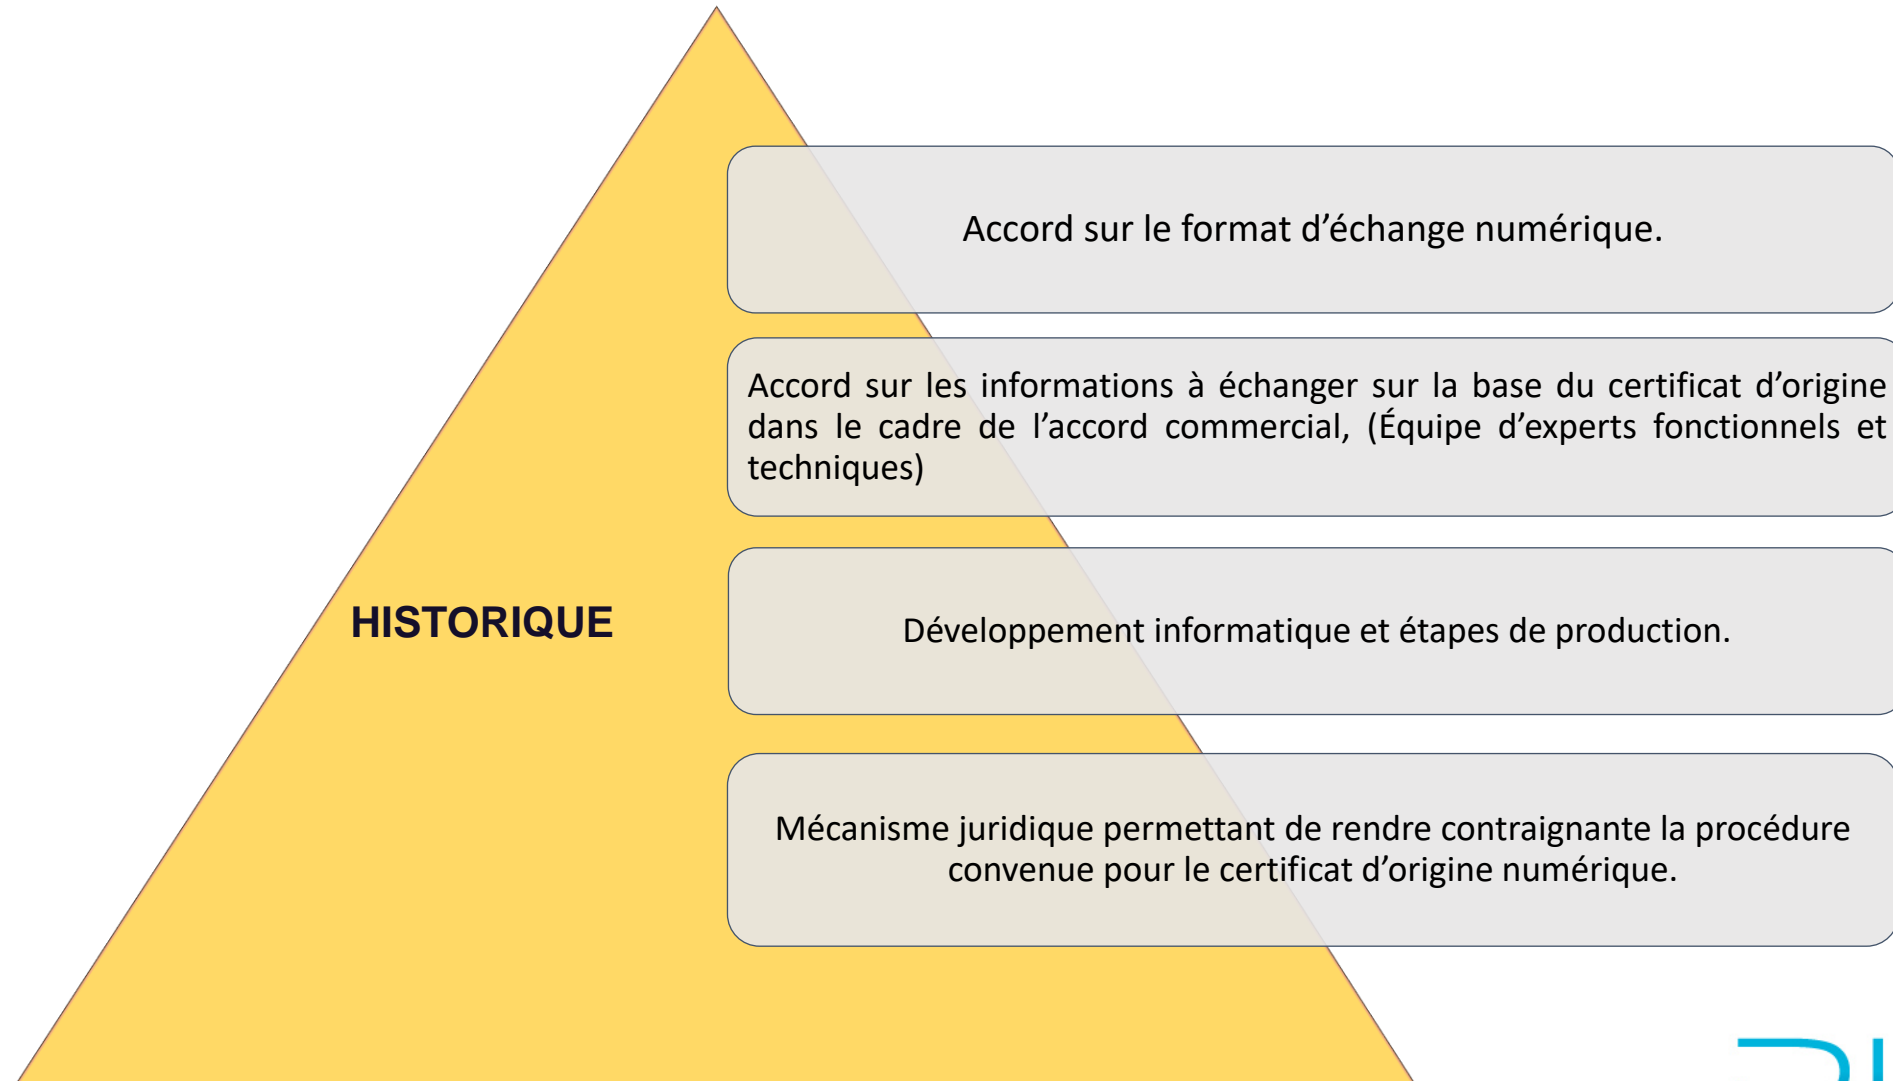 Accord sur le format d’échange numérique.
Accord sur les informations à échanger sur la base du certificat d’origine
dans le cadre de l’accord commercial, (Équipe d’experts fonctionnels et
techniques)
HISTORIQUE
Développement informatique et étapes de production.
Mécanisme juridique permettant de rendre contraignante la procédure
convenue pour le certificat d’origine numérique.